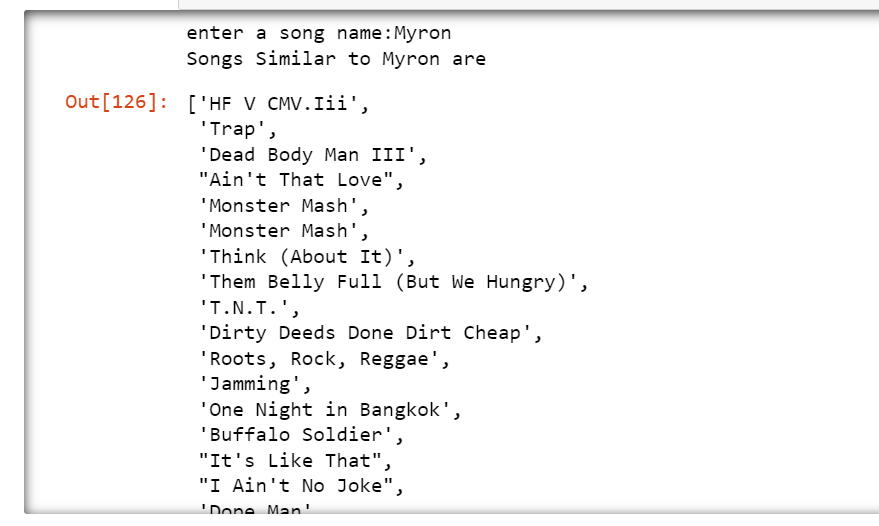 enter a song name:Myron
Songs Similar to Myron are
Out[126]: ['HF V CMV.Iii',
'Trap',
'Dead Body Man III',
"Ain't That Love",
'Monster Mash',
'Monster Mash',
'Think (About It)',
'Them Belly Full (But We Hungry)',
'T.N.T.',
'Dirty Deeds Done Dirt Cheap',
'Roots, Rock, Reggae',
'Jamming',
'One Night in Bangkok',
'Buffalo Soldier',
"It's Like That",
"I Ain't No Joke",
Man'